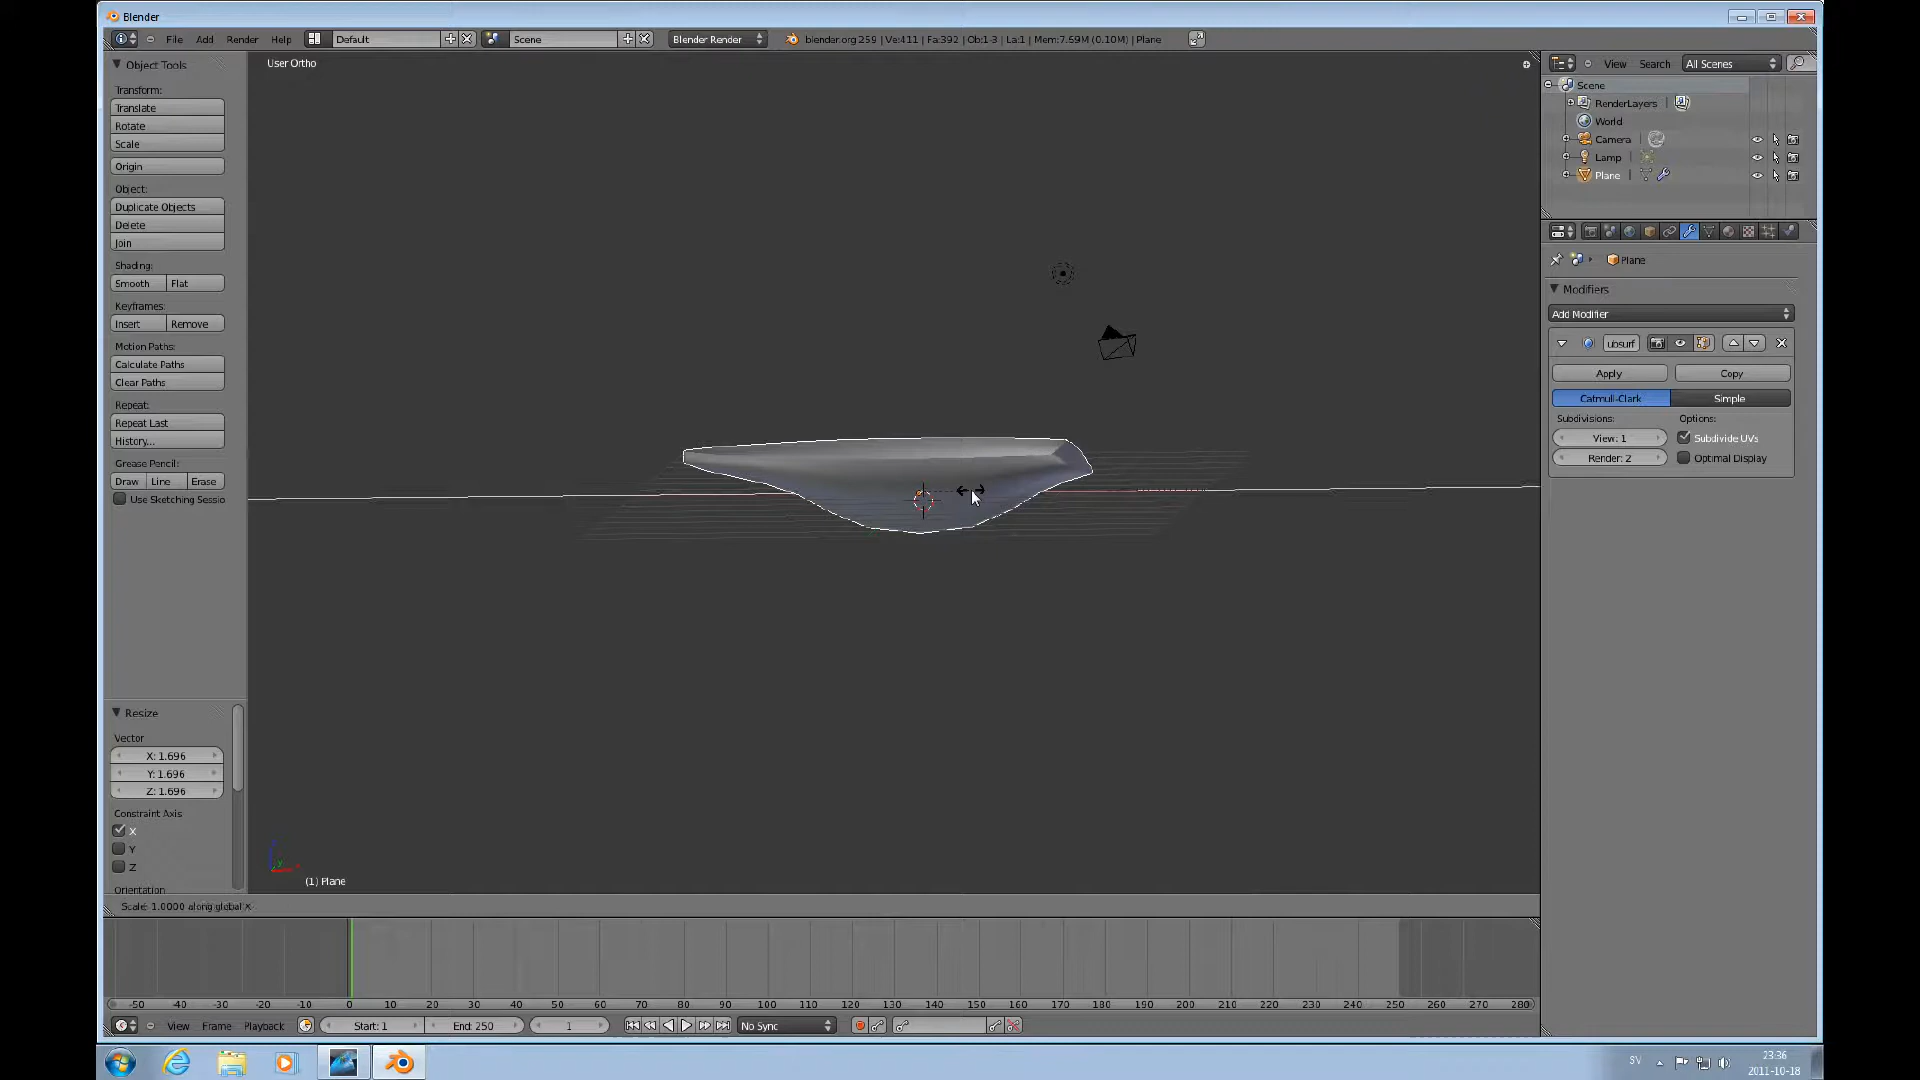 Blender
File Add Render Help Default Scene Blender Render blender.org 259 | Ve:411 | Fa:392 | Ob:1-3 | La:1 | Mem:7.59M (0.10M) | Plane
Object Tools
User Ortho
View Search All Scenes
Scene
RenderLayers
World
Camera
Lamp
Plane
Transform:
Translate
Rotate
Scale
Origin
Object:
Duplicate Objects
Delete
Join
Shading:
Smooth Flat
Keyframes:
Insert Remove
Motion Paths:
Calculate Paths
Clear Paths
Repeat:
Repeat Last
History...
Grease Pencil:
Draw Line Erase
Use Sketching Sessio
Plane
Modifiers
Add Modifier
ubsurf
Apply Copy
Catmull-Clark Simple
Subdivisions: Options:
View: 1 Subdivide UVs
Render: 2 Optimal Display
Resize
Vector
X: 1.696
Y: 1.696
Z: 1.696
Constraint Axis
X
Y
Z
Orientation
(1) Plane
Scale: 1.0000 along global X
-50 -40 -30 -20 -10 0 10 20 30 40 50 60 70 80 90 100 110 120 130 140 150 160 170 180 190 200 210 220 230 240 250 260 270 280
View Frame Playback Start: 1 End: 250 1 No Sync
SV 23:36
2011-10-18